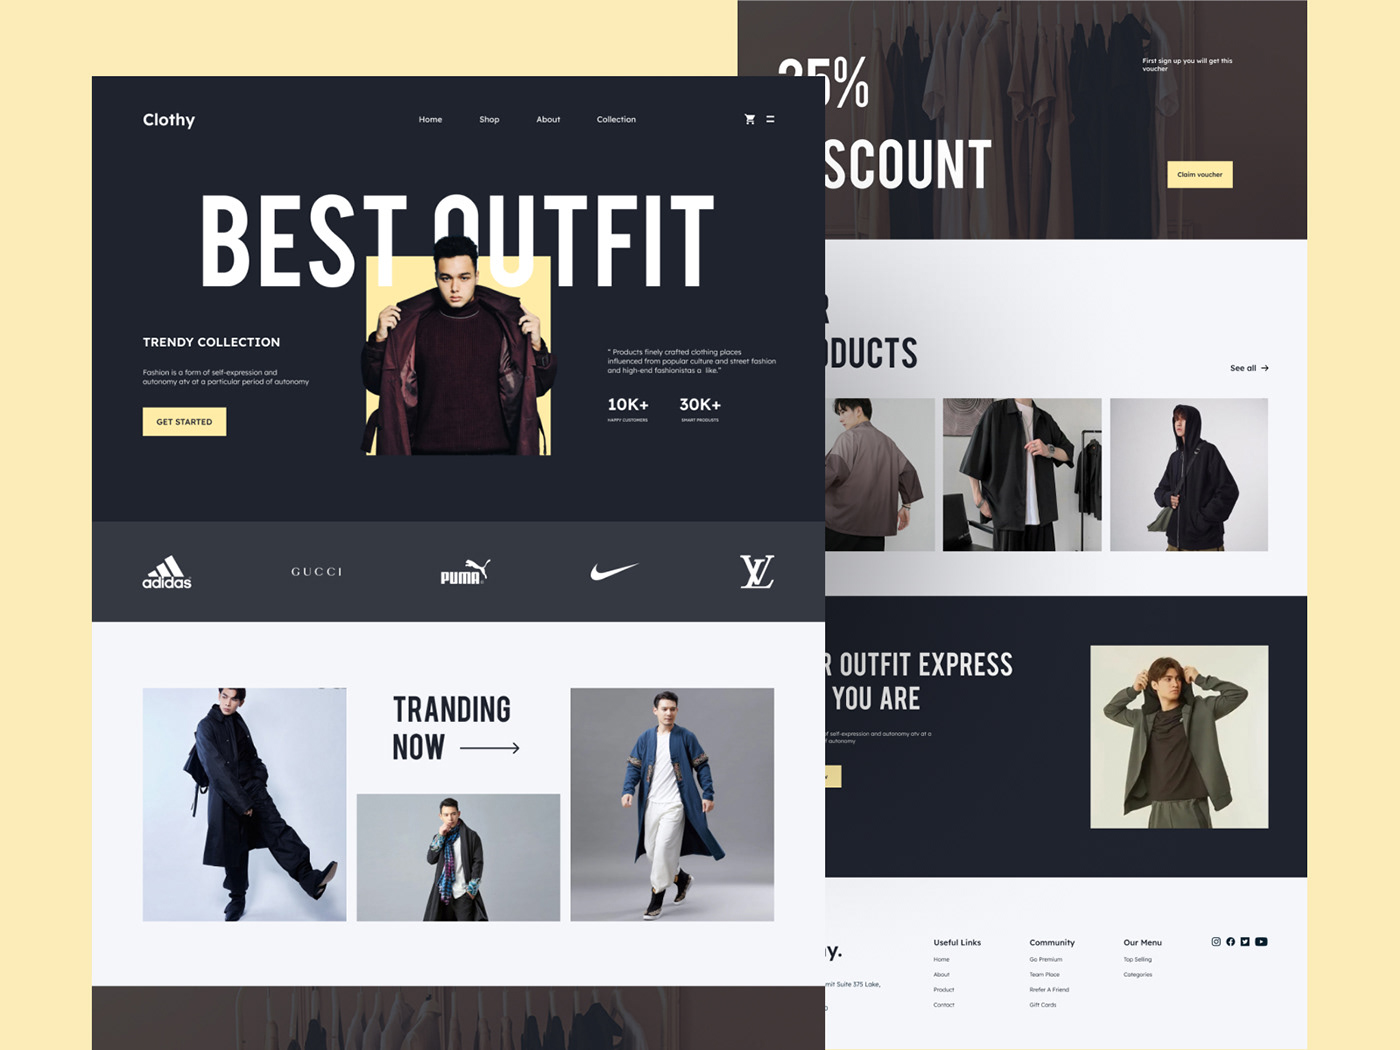 Clothy
Home
Shop
About
Collection
BEST OUTFIT
TRENDY COLLECTION
Fashion is a form of self-expression and
autonomy atv at a particular period of autonomy
GET STARTED
" Products finely crafted clothing places
influenced from popular culture and street fashion
and high-end fashionistas a  like."
10K+
30K+
HAPPY CUSTOMERS
SMART PRODUSTS
adidas
GUCCI
PUMA
LV
TRANDING
NOW
%
First sign up you will get this
voucher
SCOUNT
Claim voucher
DUCTS
See all
R OUTFIT EXPRESS
YOU ARE
of self-expression and autonomy atv at a
autonomy
y.
mit Suite 375 Lake,
Useful Links
Home
About
Product
Contact
Community
Go Premium
Team Place
Rrefer A Friend
Gift Cards
Our Menu
Top Selling
Categories